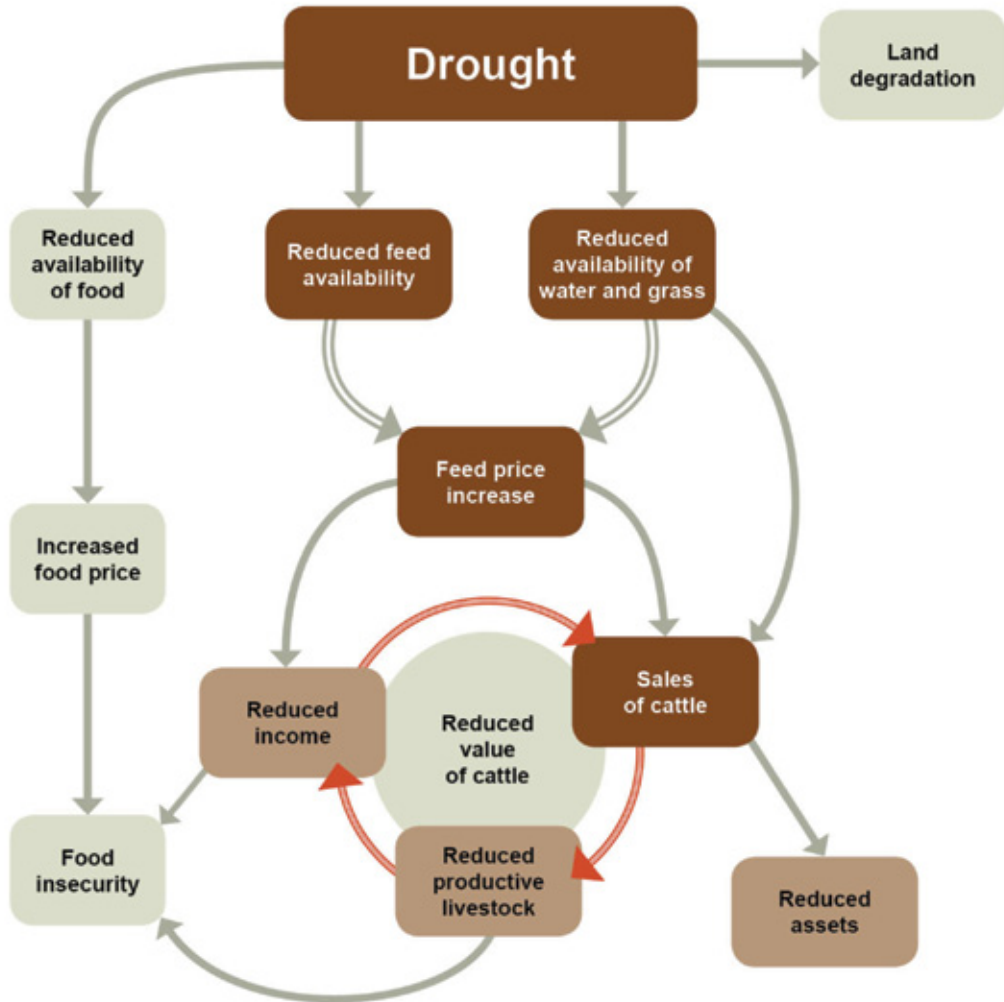 Drought
Land
degradation
Reduced
availability
of food
Reduced feed
availability
Reduced
availability of
water and grass
Feed price
increase
Increased
food price
Reduced
income
Reduced
value
of cattle
Sales
of cattle
Food
insecurity
Reduced
productive
livestock
Reduced
assets